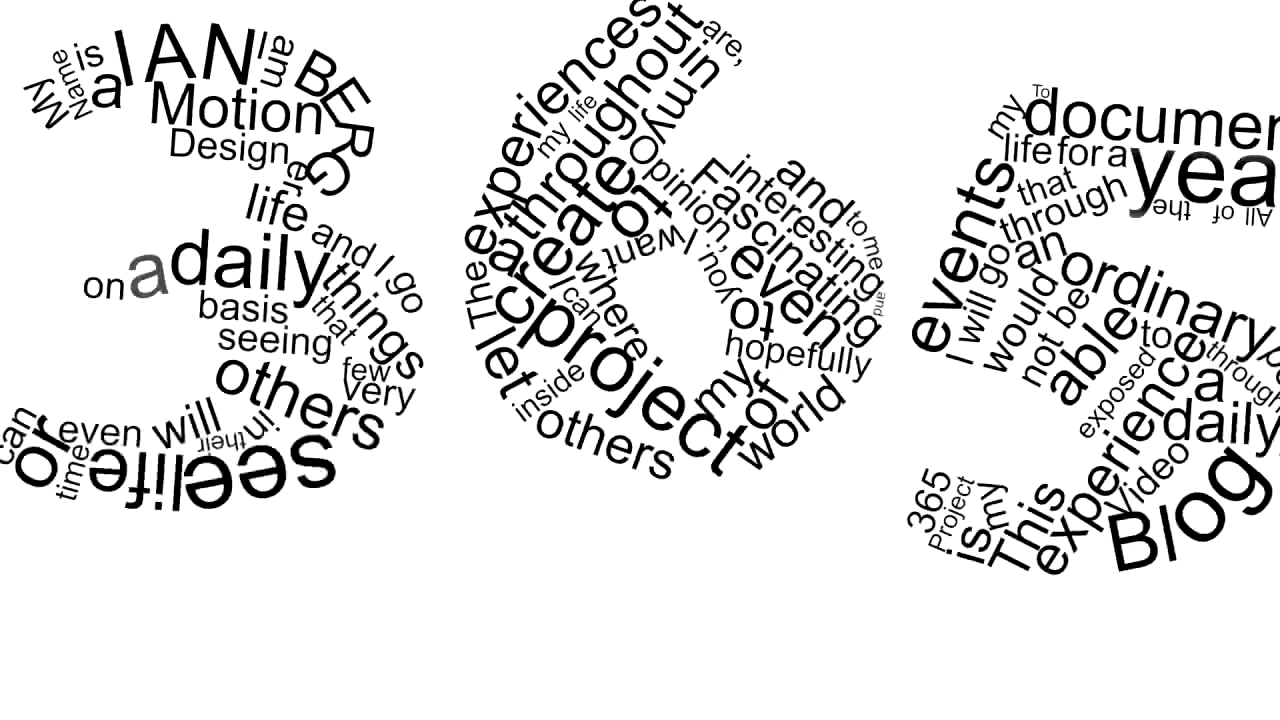 My Name is IAN BERG
I am a Motion
Designer
life and I go
on a daily
basis
seeing
things
that
few
very
others
will
even
see
in their
life
time
or
can
The experiences
throughout
my life
are,
in my
Opinion,
Fascinating
interesting
and
to me
and
even
to
you,
hopefully
I want
to
create
a
project
where
I can
let
others
inside
of
my
world
To
document
my
life for a
year
All of the
events
that
I will go
through
an
ordinary
would
not be
able
to
experience
exposed
through
a
daily
Video
Blog
This
is
my
365
Project